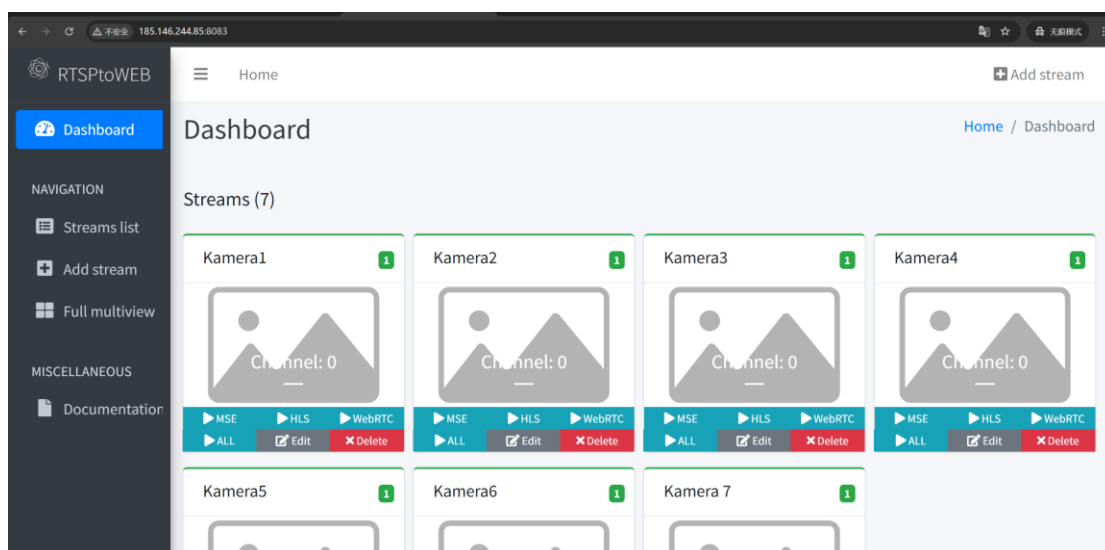 不安全 185.146.244.85:8083 无痕模式
RTSPtoWEB
Home
Add stream
Dashboard
Dashboard
Home / Dashboard
NAVIGATION
Streams list
Add stream
Full multiview
MISCELLANEOUS
Documentation
Streams (7)
Kamera1 1
Channel: 0
MSE HLS WebRTC
ALL Edit Delete
Kamera2 1
Channel: 0
MSE HLS WebRTC
ALL Edit Delete
Kamera3 1
Channel: 0
MSE HLS WebRTC
ALL Edit Delete
Kamera4 1
Channel: 0
MSE HLS WebRTC
ALL Edit Delete
Kamera5 1
Kamera6 1
Kamera 7 1